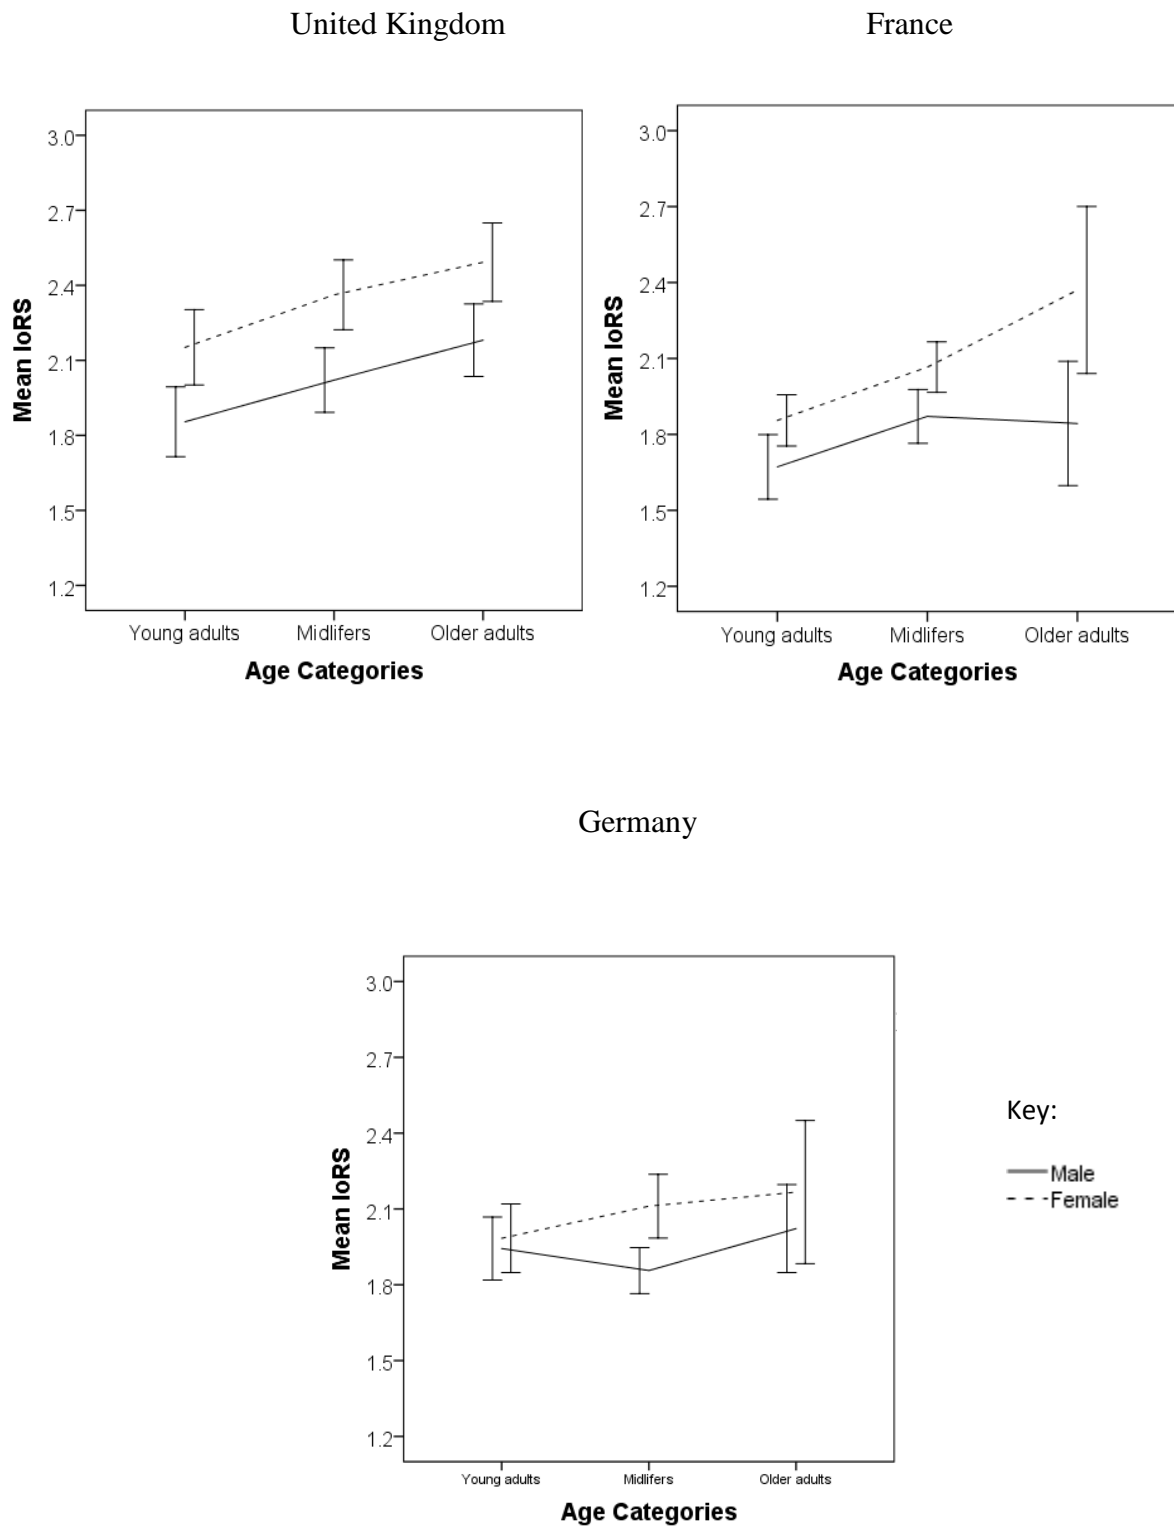 United Kingdom
France
3.0
2.7
2.4
2.1
1.8
1.5
1.2
Mean IoRS
Young adults
Midlifers
Older adults
Age Categories
3.0
2.7
2.4
2.1
1.8
1.5
1.2
Mean IoRS
Young adults
Midlifers
Older adults
Age Categories
Germany
3.0
2.7
2.4
2.1
1.8
1.5
1.2
Mean IoRS
Young adults
Midlifers
Older adults
Age Categories
Key:
Male
Female